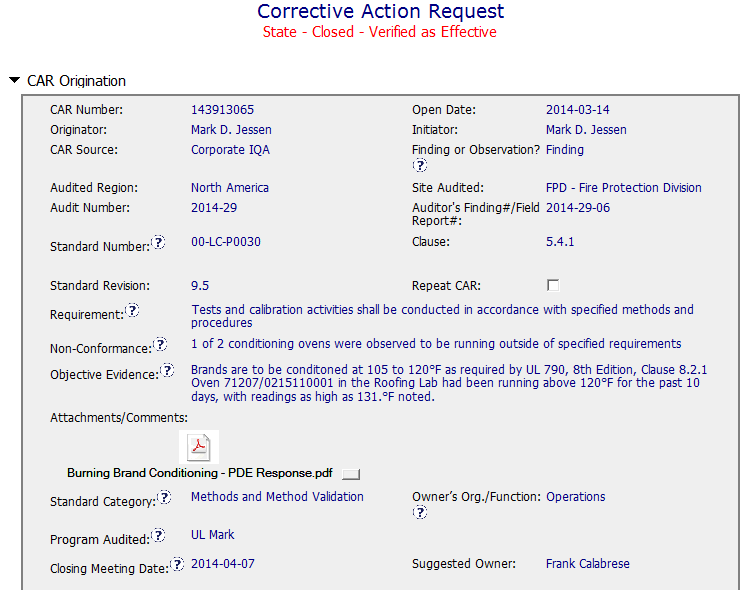 Corrective Action Request
State - Closed - Verified as Effective
CAR Origination
CAR Number: 143913065 Open Date: 2014-03-14
Originator: Mark D. Jessen Initiator: Mark D. Jessen
CAR Source: Corporate IQA Finding or Observation? Finding
?
Audited Region: North America Site Audited: FPD - Fire Protection Division
Audit Number: 2014-29 Auditor's Finding#/Field 2014-29-06
Report#:
Standard Number: ? 00-LC-P0030 Clause: 5.4.1
Standard Revision: 9.5 Repeat CAR:
Requirement: ? Tests and calibration activities shall be conducted in accordance with specified methods and
procedures
Non-Conformance: ? 1 of 2 conditioning ovens were observed to be running outside of specified requirements
Objective Evidence: ? Brands are to be conditoned at 105 to 120°F as required by UL 790, 8th Edition, Clause 8.2.1
Oven 71207/0215110001 in the Roofing Lab had been running above 120°F for the past 10
days, with readings as high as 131.°F noted.
Attachments/Comments:
Burning Brand Conditioning - PDE Response.pdf
Standard Category: ? Methods and Method Validation Owner's Org./Function: Operations
?
Program Audited: ? UL Mark
Closing Meeting Date: ? 2014-04-07 Suggested Owner: Frank Calabrese